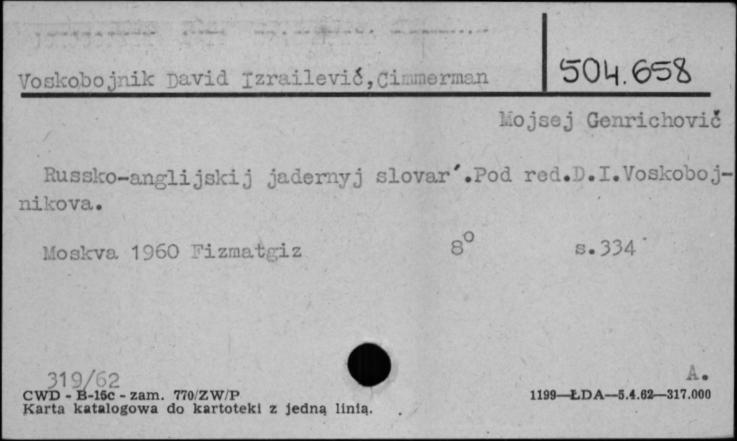 Voskobojnik David Izrailevič, Cimmerman
504.658
Mojsej Genrichovič
Russko-anglijskij jadernyj slovar'. Pod red. D. I. Voskoboj-
nikova.
Moskva 1960 Fizmatgiz 8° s. 334
319/62
A.
CWD - B-15c - zam. 770/ZW/P
1199—ŁDA—5.4.62—317.000
Karta katalogowa do kartoteki z jedną linią.